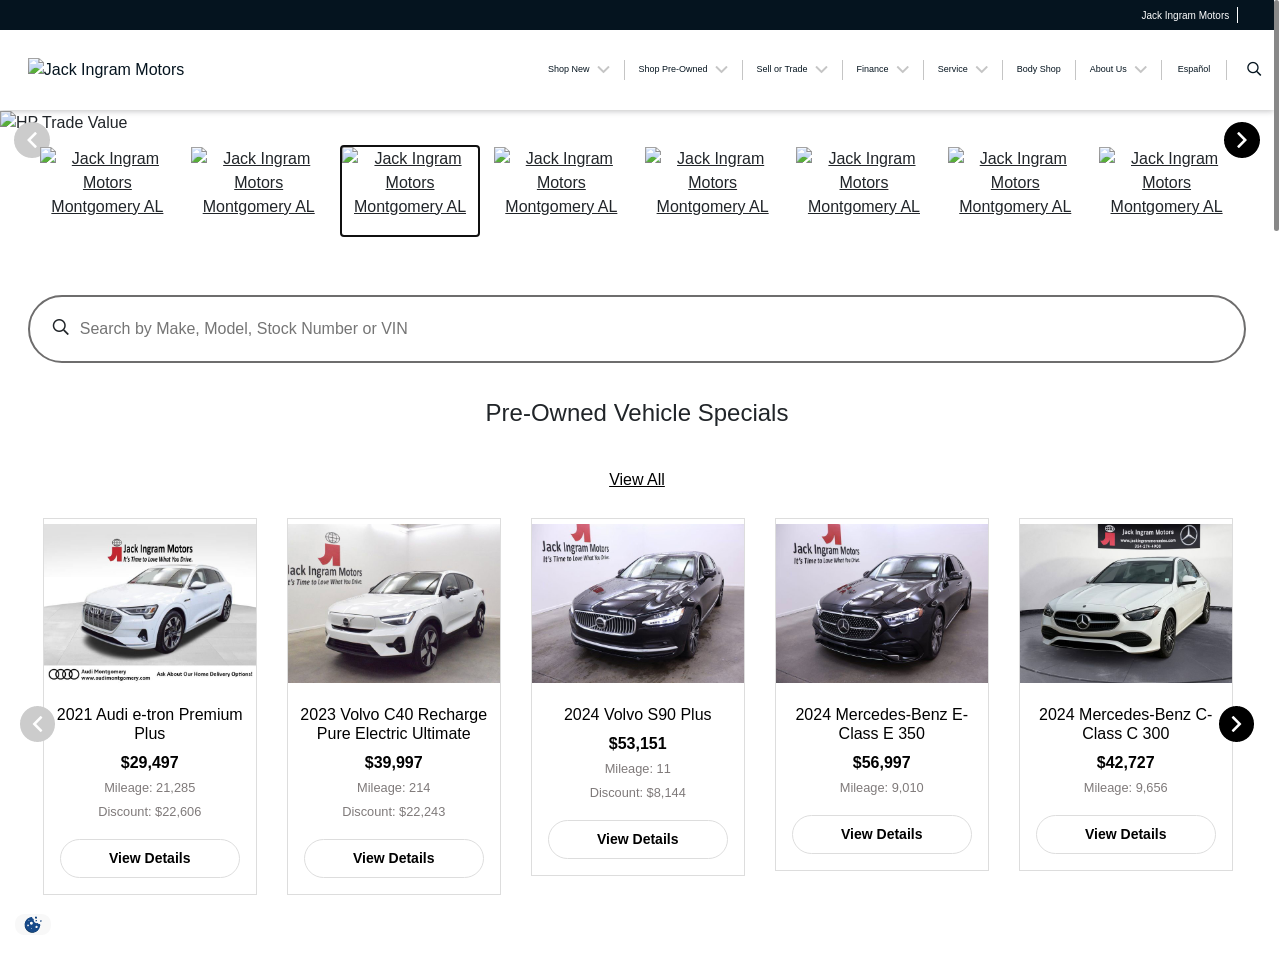 Jack Ingram Motors
Jack Ingram Motors
Shop New
Shop Pre-Owned
Sell or Trade
Finance
Service
Body Shop
About Us
Español
HP Trade Value
Jack Ingram
Motors
Montgomery AL
Jack Ingram
Motors
Montgomery AL
Jack Ingram
Motors
Montgomery AL
Jack Ingram
Motors
Montgomery AL
Jack Ingram
Motors
Montgomery AL
Jack Ingram
Motors
Montgomery AL
Jack Ingram
Motors
Montgomery AL
Jack Ingram
Motors
Montgomery AL
Search by Make, Model, Stock Number or VIN
Pre-Owned Vehicle Specials
View All
Jack Ingram Motors
It's Time to Love What You Drive.
Audi Montgomery
www.audimontgomery.com
Ask About Our Home Delivery Options!
2021 Audi e-tron Premium
Plus
$29,497
Mileage: 21,285
Discount: $22,606
View Details
Jack Ingram Motors
It's Time to Love What You Drive.
2023 Volvo C40 Recharge
Pure Electric Ultimate
$39,997
Mileage: 214
Discount: $22,243
View Details
Jack Ingram Motors
It's Time to Love What You Drive.
2024 Volvo S90 Plus
$53,151
Mileage: 11
Discount: $8,144
View Details
Jack Ingram Motors
It's Time to Love What You Drive.
2024 Mercedes-Benz E-
Class E 350
$56,997
Mileage: 9,010
View Details
Jack Ingram Motors
2024 Mercedes-Benz C-
Class C 300
$42,727
Mileage: 9,656
View Details